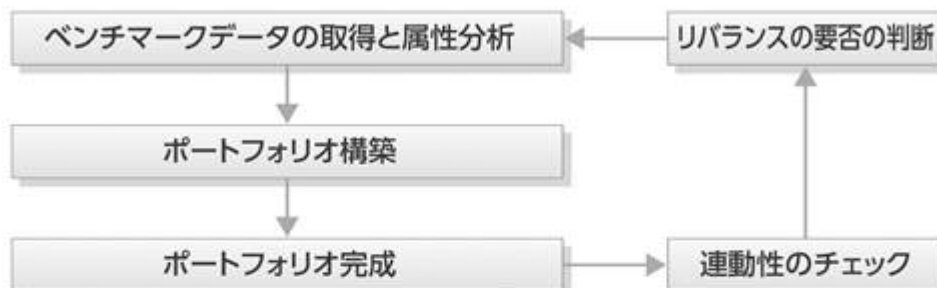 ベンチマークデータの取得と属性分析
リバランスの要否の判断
ポートフォリオ構築
ポートフォリオ完成
連動性のチェック